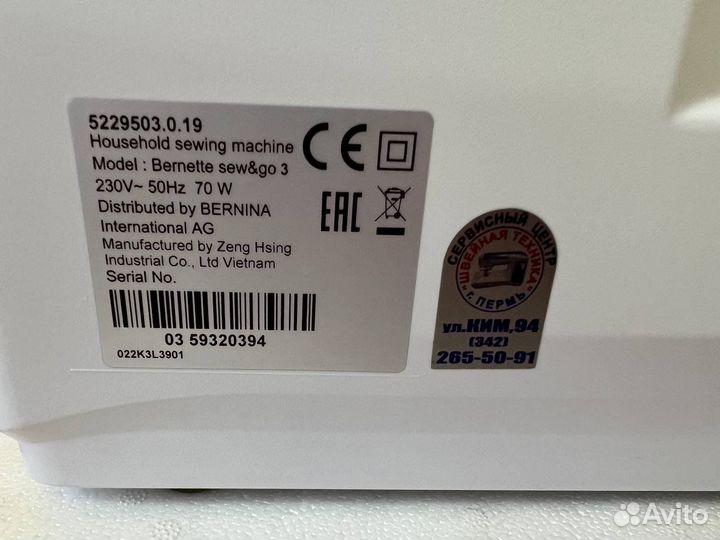 5229503.0.19
Household sewing machine
Model : Bernette sew&go 3
230V~ 50Hz 70 W
Distributed by BERNINA
International AG
Manufactured by Zeng Hsing
Industrial Co., Ltd Vietnam
Serial No.
03 59320394
022K3L3901
CE
EAC
СЕРВИСНЫЙ ЦЕНТР
"ШВЕЙНАЯ ТЕХНИКА"
г. ПЕРМЬ
ул.КИМ,94
(342)
265-50-91
Avito